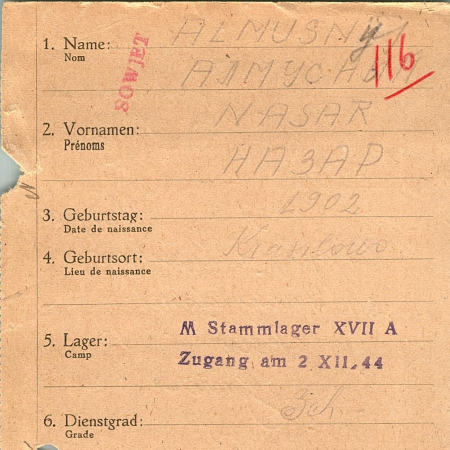 ALMUSNyj
1. Name:
Nom
АЛМУСНЫЙ
116
SOWJET
NASAR
2. Vornamen:
Prénoms
НАЗАР
1902
3. Geburtstag:
Date de naissance
4. Geburtsort:
Lieu de naissance
M Stammlager XVII A
5. Lager:
Camp
Zugang am 2 XII. 44
6. Dienstgrad:
Grade